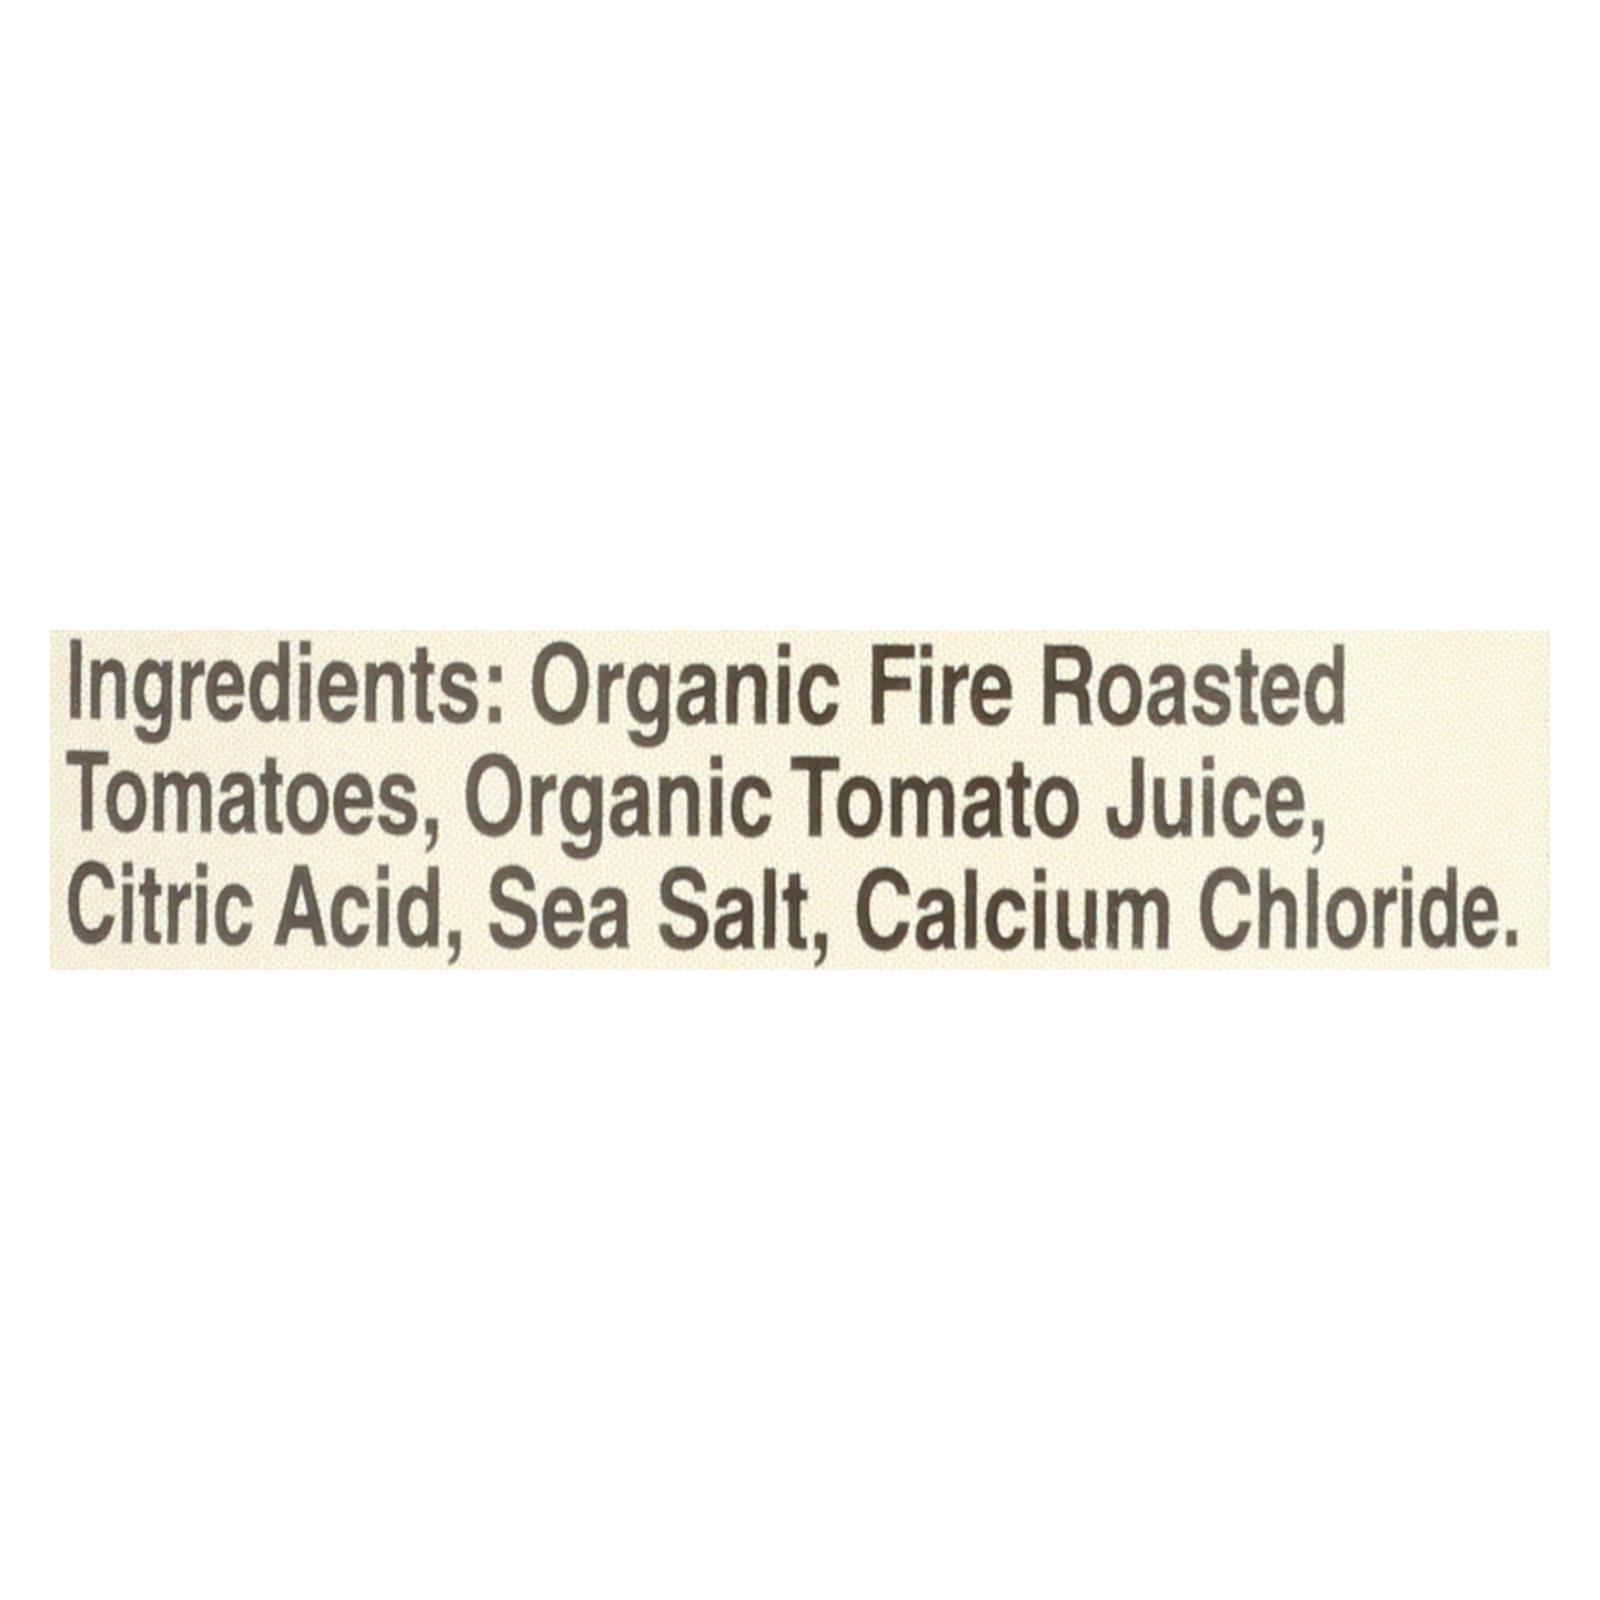 Ingredients: Organic Fire Roasted
Tomatoes, Organic Tomato Juice,
Citric Acid, Sea Salt, Calcium Chloride.